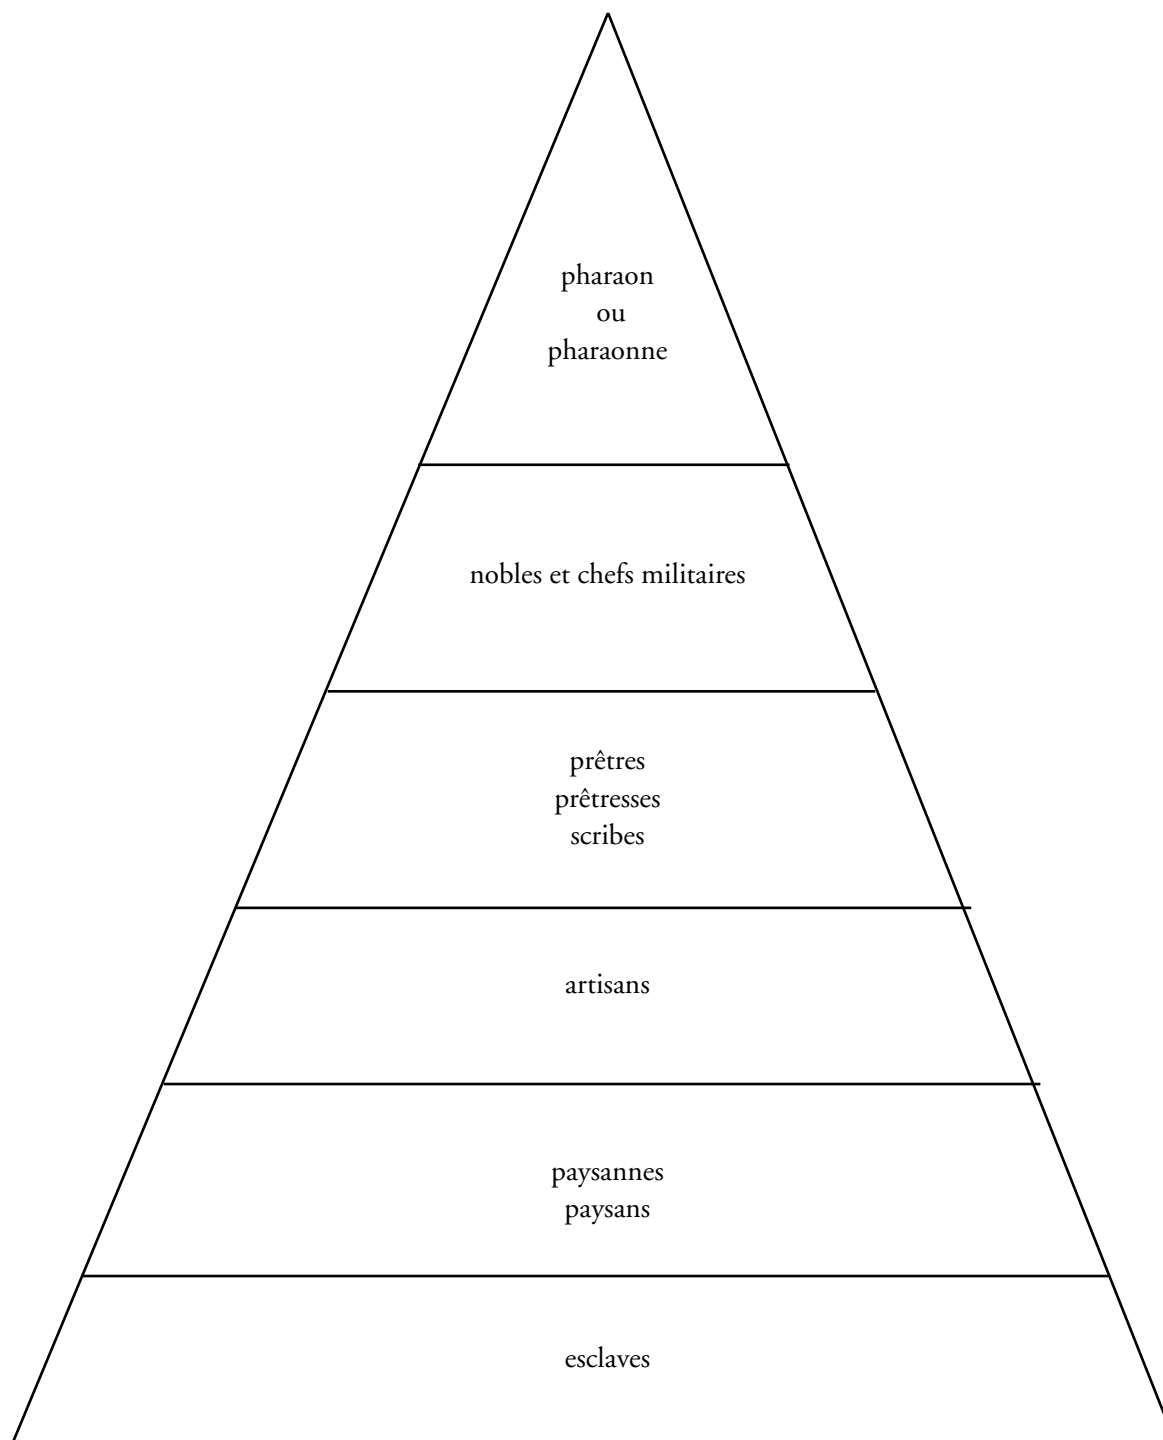 pharaon
ou
pharaonne
nobles et chefs militaires
prêtres
prêtresses
scribes
artisans
paysannes
paysans
esclaves